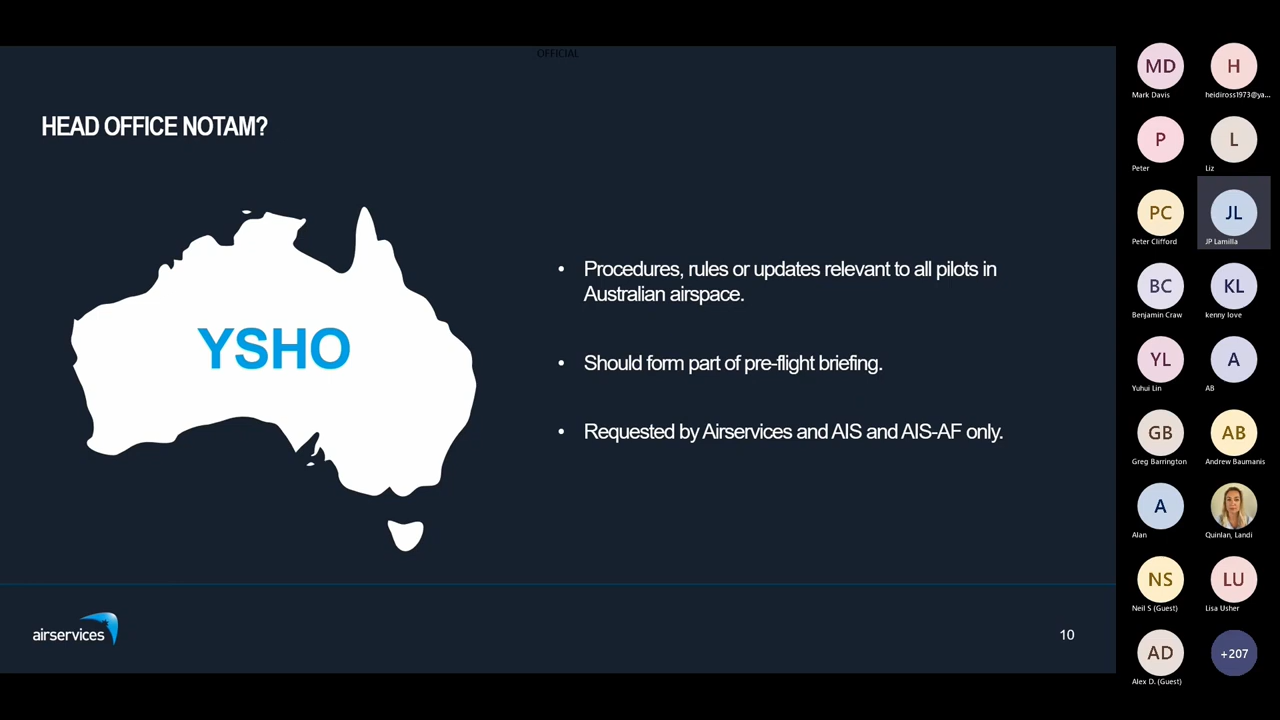 OFFICIAL
HEAD OFFICE NOTAM?
YSHO
• Procedures, rules or updates relevant to all pilots in
Australian airspace.
• Should form part of pre-flight briefing.
• Requested by Airservices and AIS and AIS-AF only.
airservices
10
MD
Mark Davis
H
heidiross1973@ya...
P
Peter
L
Liz
PC
Peter Clifford
JL
JP Lamilla
BC
Benjamin Craw
KL
kenny love
YL
Yuhui Lin
A
AB
GB
Greg Barrington
AB
Andrew Baumanis
A
Alan
Quinlan, Landi
NS
Neil S (Guest)
LU
Lisa Usher
AD
Alex D. (Guest)
+207